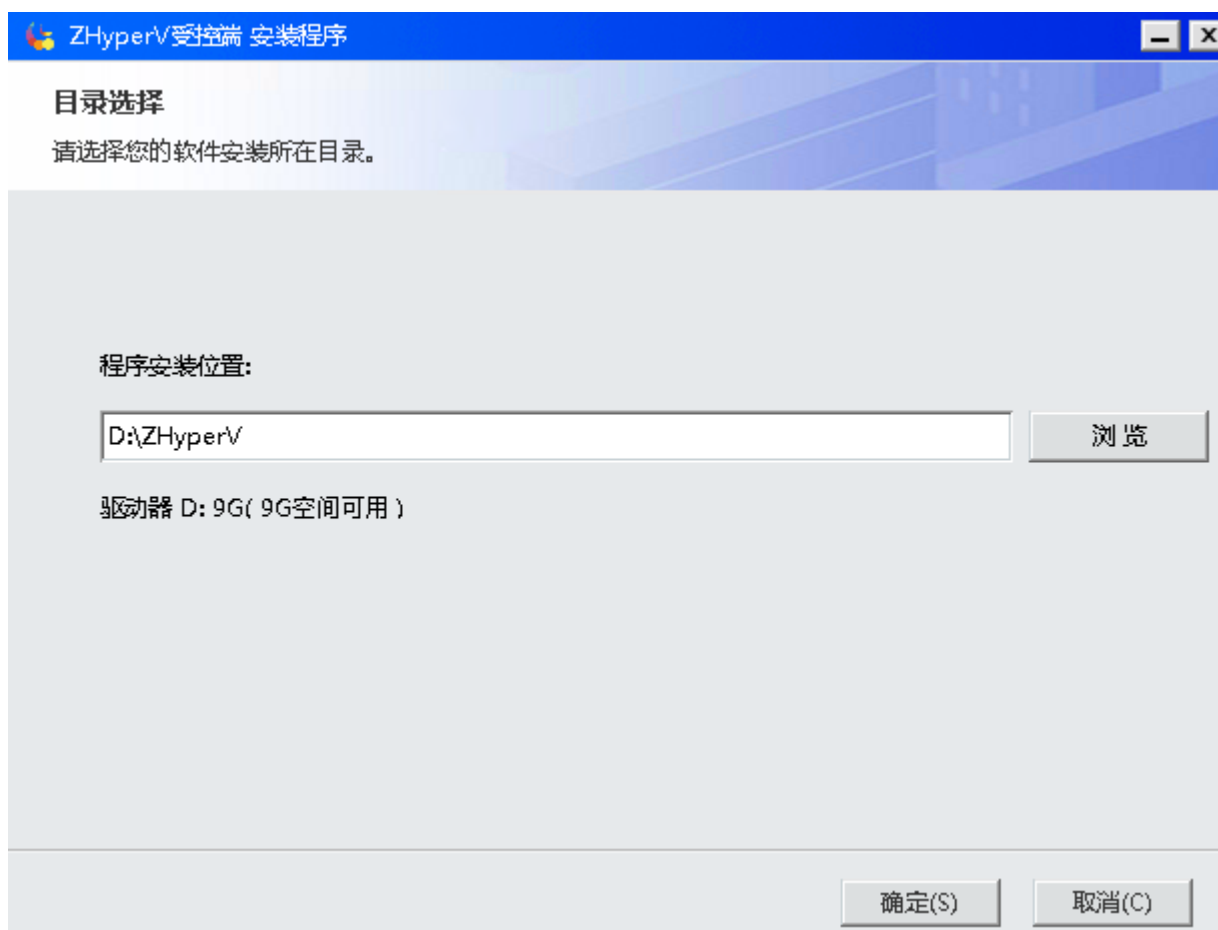 ZHyperV受控端 安装程序
目录选择
请选择您的软件安装所在目录。
程序安装位置:
D:\ZHyperV
浏览
驱动器 D: 9G( 9G空间可用 )
确定(S) 取消(C)